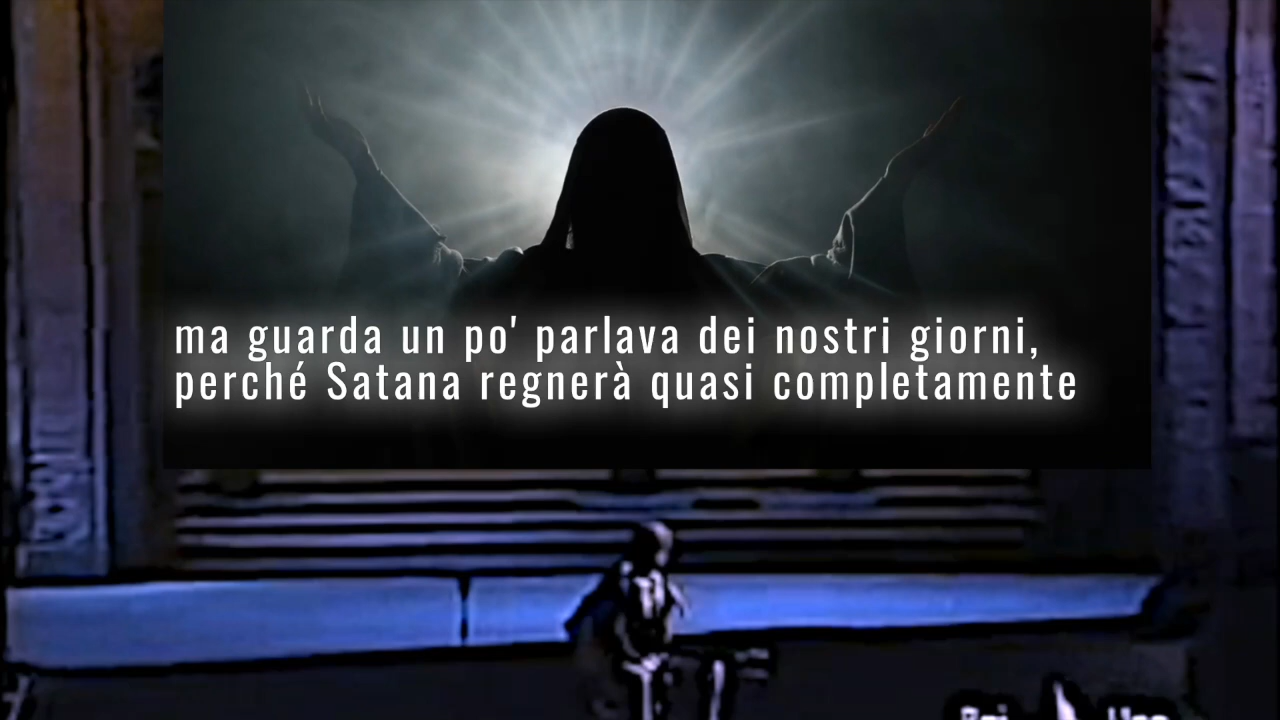 ma guarda un po' parlava dei nostri giorni,
perché Satana regnerà quasi completamente